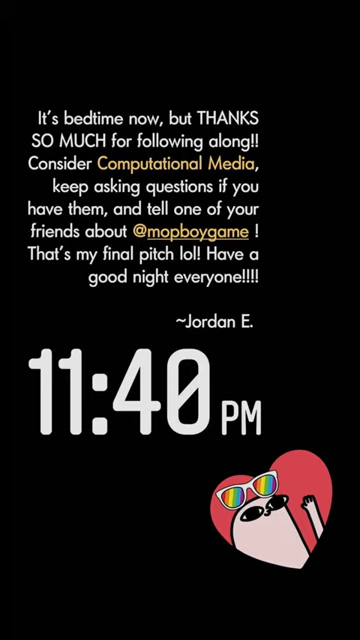 It's bedtime now, but THANKS
SO MUCH for following along!!
Consider Computational Media,
keep asking questions if you
have them, and tell one of your
friends about @mopboygame !
That's my final pitch lol! Have a
good night everyone!!!!
~Jordan E.
11:40 PM